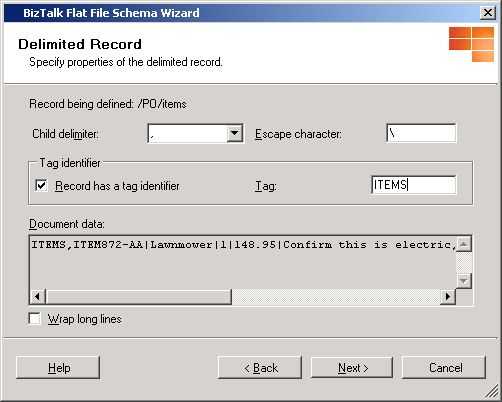 BizTalk Flat File Schema Wizard
Delimited Record
Specify properties of the delimited record.
Record being defined: /PO/items
Child delimiter: , Escape character: \
Tag identifier
Record has a tag identifier Tag: ITEMS
Document data:
ITEMS,ITEM872-AA|Lawnmower|1|148.95|Confirm this is electric,
Wrap long lines
Help < Back Next > Cancel